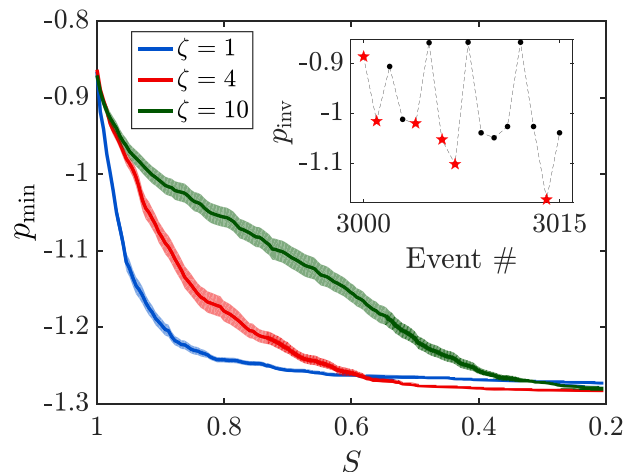 -0.8
-0.9
-1
-1.1
-1.2
-1.3
p_min
1
0.8
0.6
0.4
0.2
S
ζ = 1
ζ = 4
ζ = 10
-0.9
-1
-1.1
p_inv
3000
3015
Event #